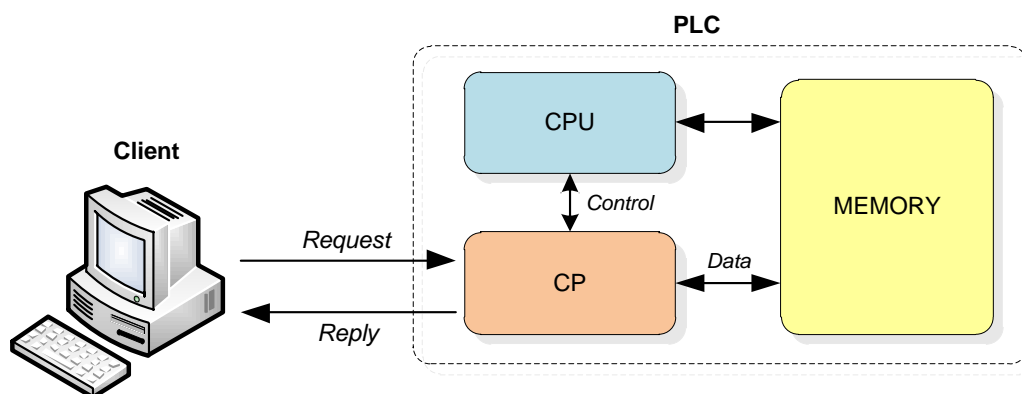 PLC
CPU
Client
Control
MEMORY
Request
Data
CP
Reply